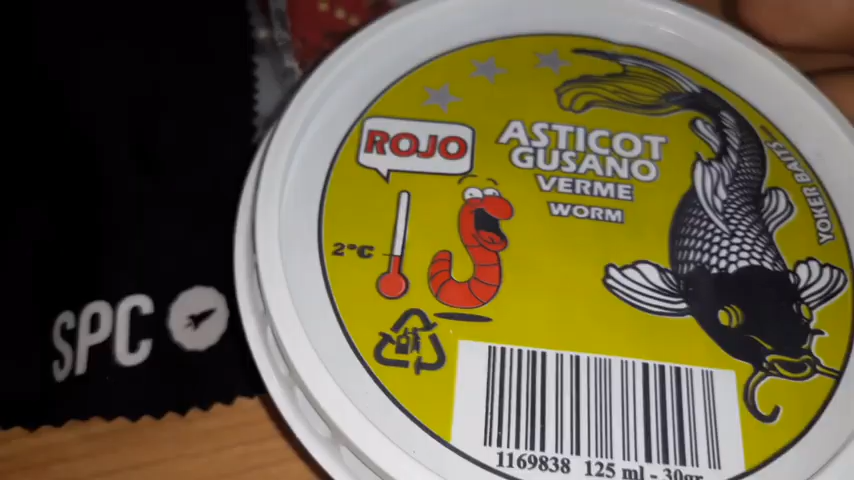 ROJO
ASTICOT
GUSANO
VERME
WORM
YOKER BAITS
2°C
SPC
1169838 125 ml - 30gr